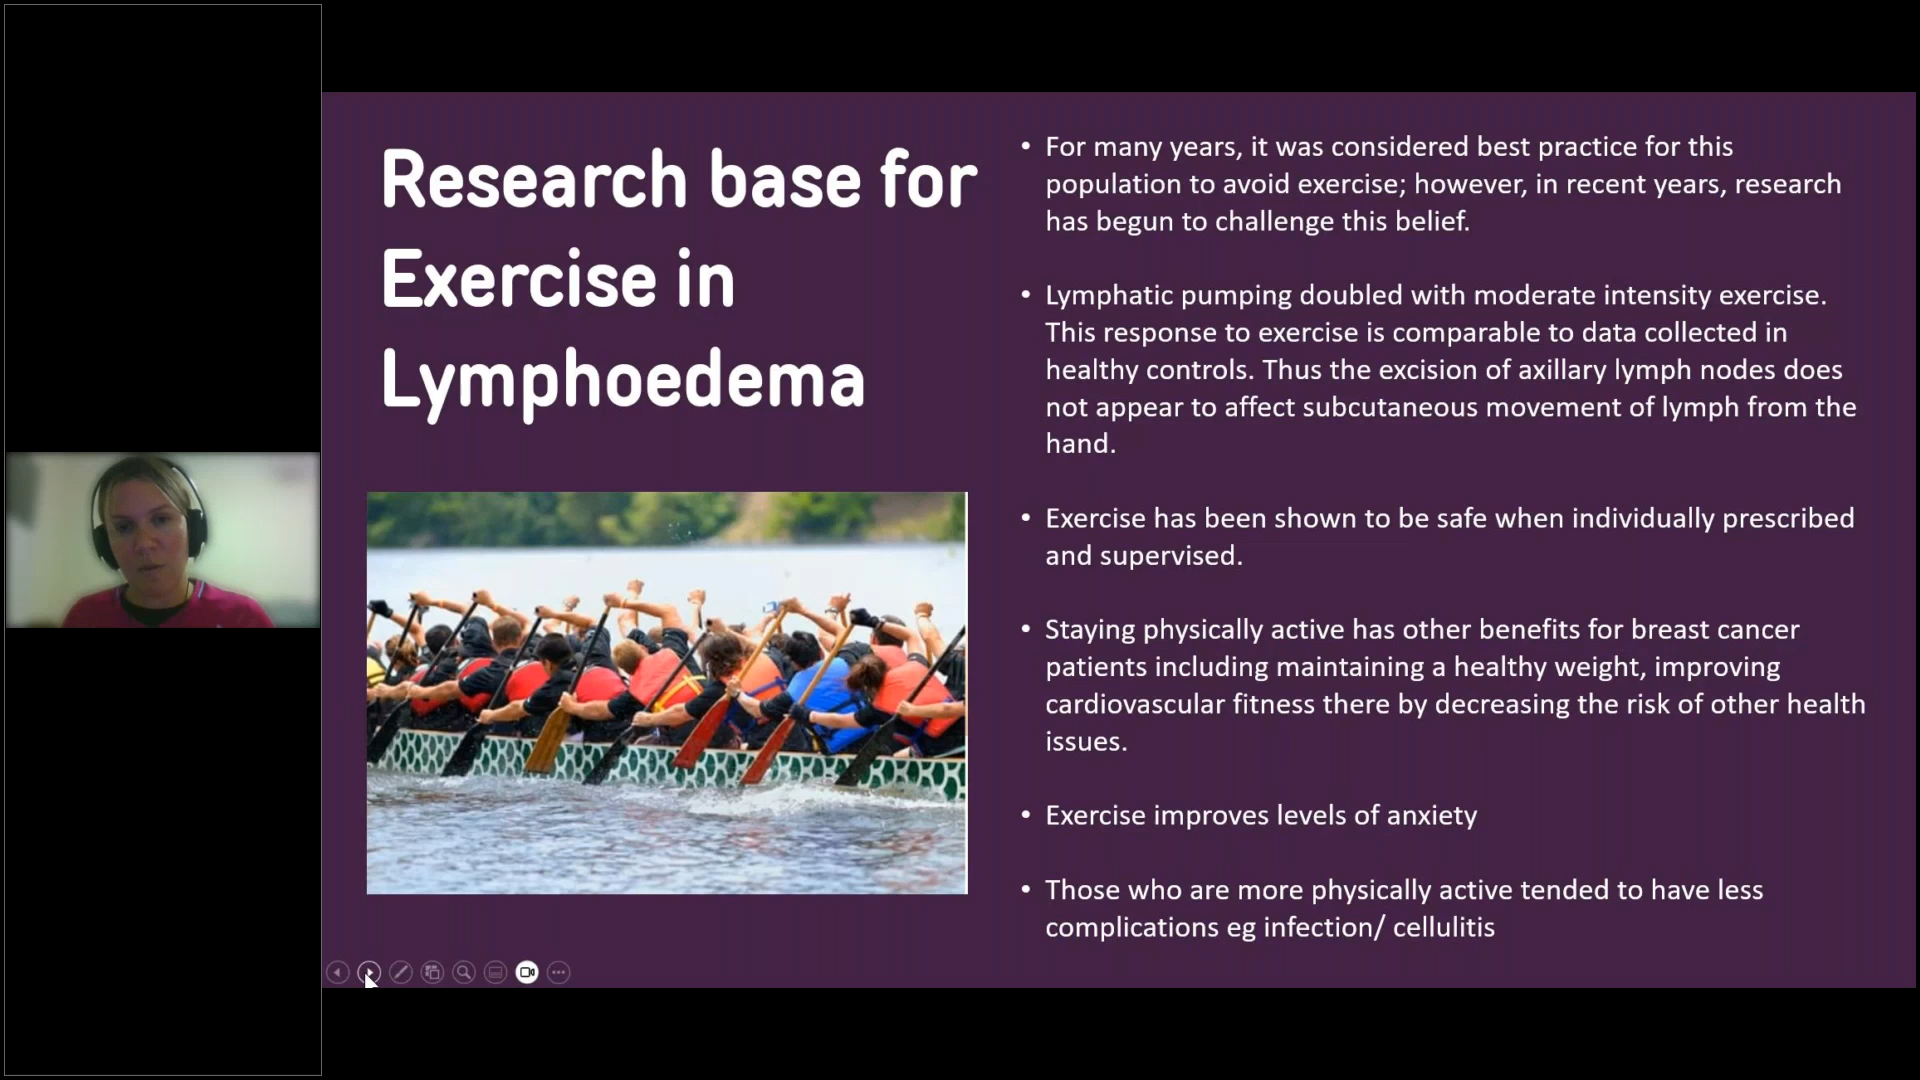 Research base for
Exercise in
Lymphoedema
• For many years, it was considered best practice for this
population to avoid exercise; however, in recent years, research
has begun to challenge this belief.
• Lymphatic pumping doubled with moderate intensity exercise.
This response to exercise is comparable to data collected in
healthy controls. Thus the excision of axillary lymph nodes does
not appear to affect subcutaneous movement of lymph from the
hand.
• Exercise has been shown to be safe when individually prescribed
and supervised.
• Staying physically active has other benefits for breast cancer
patients including maintaining a healthy weight, improving
cardiovascular fitness there by decreasing the risk of other health
issues.
• Exercise improves levels of anxiety
• Those who are more physically active tended to have less
complications eg infection/ cellulitis